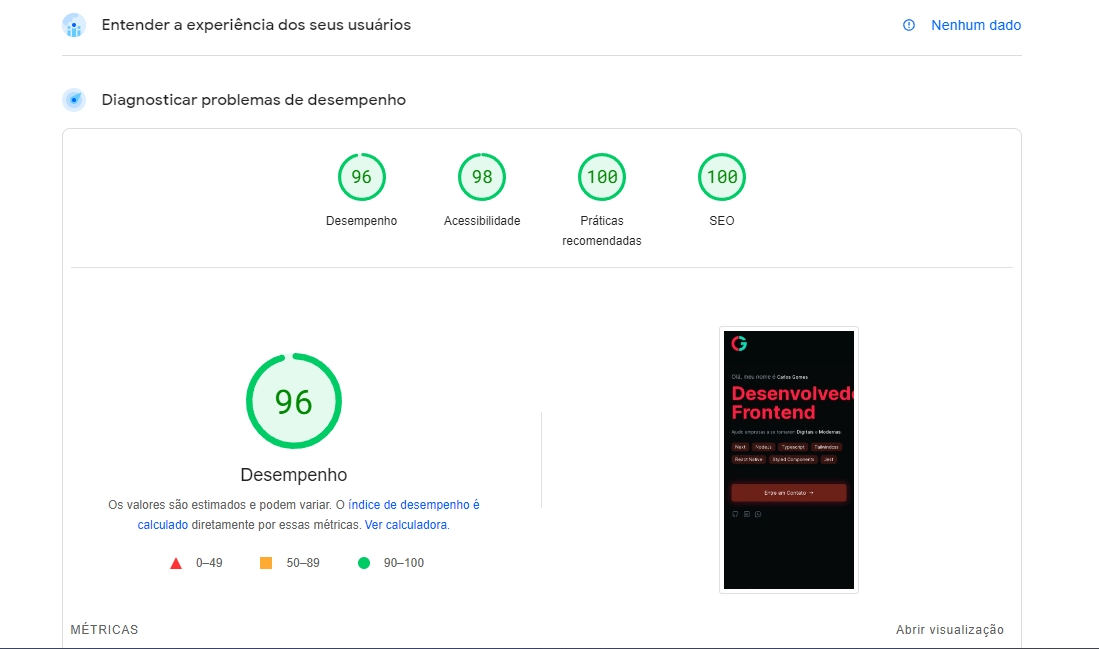 Entender a experiência dos seus usuários
Nenhum dado
Diagnosticar problemas de desempenho
96
98
100
100
Desempenho
Acessibilidade
Práticas
recomendadas
SEO
96
Desempenho
Os valores são estimados e podem variar. O índice de desempenho é
calculado diretamente por essas métricas. Ver calculadora.
0–49
50–89
90–100
Olá, meu nome é Carlos Gomes
Desenvolvedo
Frontend
Ajudo empresas a se tornarem Digitais e Modernas.
Next
NodeJs
Typescript
Tailwindcss
React Native
Styled Components
Jest
Entre em Contato →
MÉTRICAS
Abrir visualização